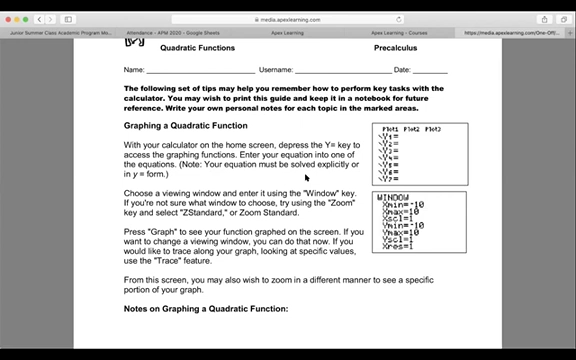 media.apexlearning.com
Junior Summer Class Academic Program Mo...
Attendance - APM 2020 - Google Sheets
Apex Learning
Apex Learning - Courses
https://media.apexlearning.com/One-Off/...
Quadratic Functions
Precalculus
Name: Username: Date:
The following set of tips may help you remember how to perform key tasks with the
calculator. You may wish to print this guide and keep it in a notebook for future
reference. Write your own personal notes for each topic in the marked areas.
Graphing a Quadratic Function
With your calculator on the home screen, depress the Y= key to
access the graphing functions. Enter your equation into one of
the equations. (Note: Your equation must be solved explicitly or
in y = form.)
Plot1 Plot2 Plot3
\Y1=
\Y2=
\Y3=
\Y4=
\Y5=
\Y6=
\Y7=
Choose a viewing window and enter it using the "Window" key.
If you're not sure what window to choose, try using the "Zoom"
key and select "ZStandard," or Zoom Standard.
Press "Graph" to see your function graphed on the screen. If you
want to change a viewing window, you can do that now. If you
would like to trace along your graph, looking at specific values,
use the "Trace" feature.
WINDOW
Xmin=-10
Xmax=10
Xscl=1
Ymin=-10
Ymax=10
Yscl=1
Xres=1
From this screen, you may also wish to zoom in a different manner to see a specific
portion of your graph.
Notes on Graphing a Quadratic Function: